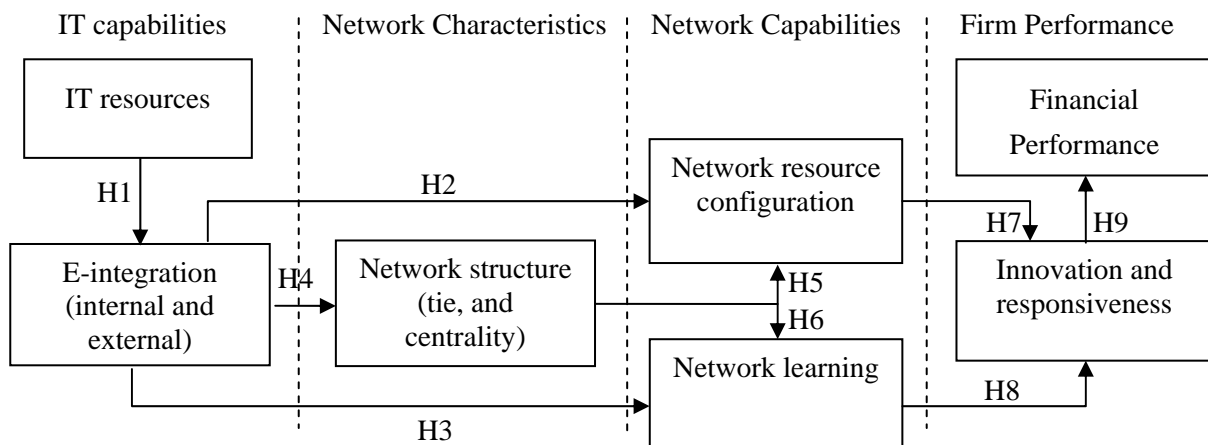 IT capabilities
Network Characteristics
Network Capabilities
Firm Performance
IT resources
Financial
Performance
H1
H2
Network resource
configuration
H7
H9
E-integration
(internal and
external)
H4
Network structure
(tie, and
centrality)
H5
H6
Innovation and
responsiveness
Network learning
H3
H8